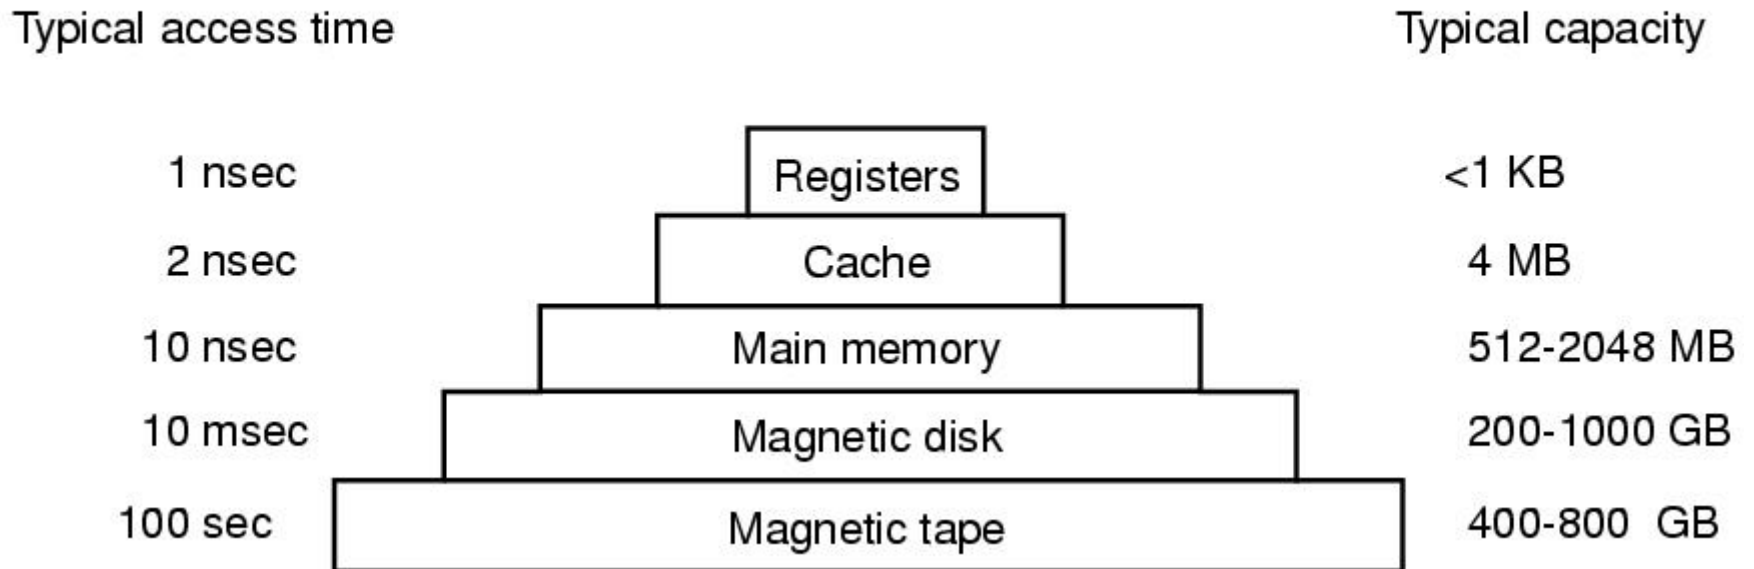 Typical access time Typical capacity
1 nsec Registers <1 KB
2 nsec Cache 4 MB
10 nsec Main memory 512-2048 MB
10 msec Magnetic disk 200-1000 GB
100 sec Magnetic tape 400-800 GB